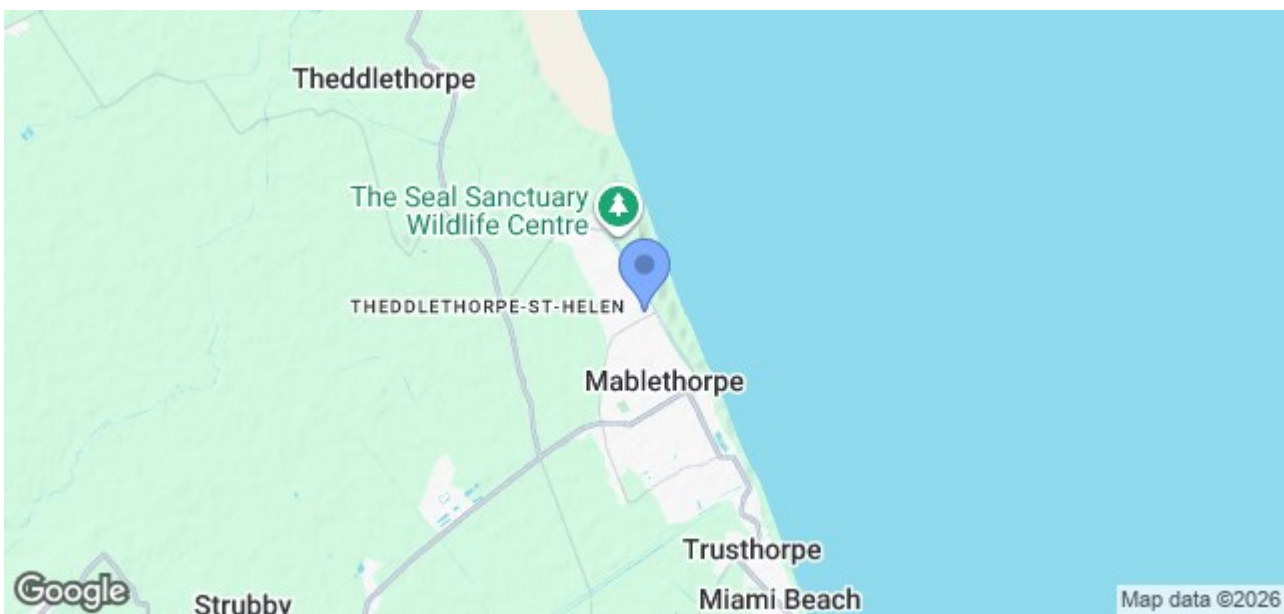 Theddlethorpe
The Seal Sanctuary
Wildlife Centre
THEDDLETHORPE-ST-HELEN
Mablethorpe
Trusthorpe
Miami Beach
Strubby
Google
Map data ©2026